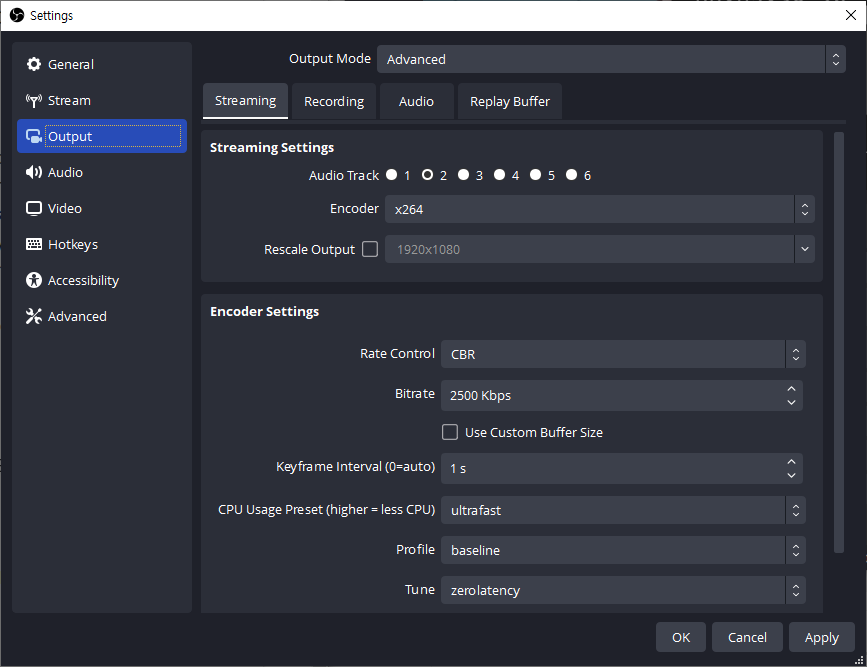 Settings
General
Stream
Output
Audio
Video
Hotkeys
Accessibility
Advanced
Output Mode Advanced
Streaming Recording Audio Replay Buffer
Streaming Settings
Audio Track 1 2 3 4 5 6
Encoder x264
Rescale Output 1920x1080
Encoder Settings
Rate Control CBR
Bitrate 2500 Kbps
Use Custom Buffer Size
Keyframe Interval (0=auto) 1 s
CPU Usage Preset (higher = less CPU) ultrafast
Profile baseline
Tune zerolatency
OK Cancel Apply